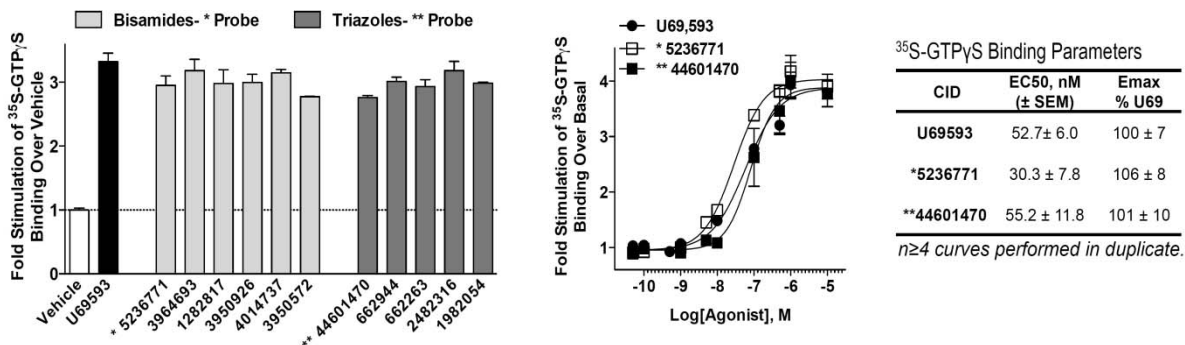 Bisamides- * Probe
Triazoles- ** Probe
Fold Stimulation of ³⁵S-GTPγS
Binding Over Vehicle
3
2
1
0
Vehicle
U69593
* 5236771
3964693
1282817
3950926
4014737
3950572
** 44601470
662944
662263
2482316
1982054
U69,593
* 5236771
** 44601470
Fold Stimulation of ³⁵S-GTPγS
Binding Over Basal
4
3
2
1
-10
-9
-8
-7
-6
-5
Log[Agonist], M
³⁵S-GTPγS Binding Parameters
CID
EC50, nM
(± SEM)
Emax
% U69
U69593
52.7± 6.0
100 ± 7
*5236771
30.3 ± 7.8
106 ± 8
**44601470
55.2 ± 11.8
101 ± 10
n≥4 curves performed in duplicate.